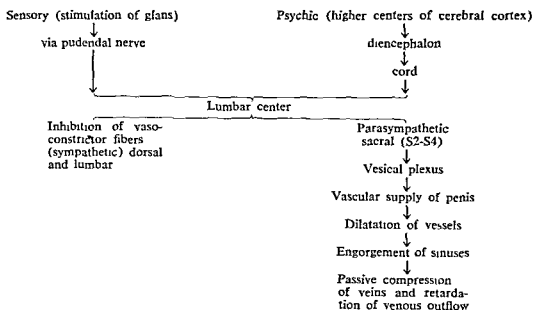 Sensory (stimulation of glans)
Psychic (higher centers of cerebral cortex)
via pudendal nerve
diencephalon
cord
Lumbar center
Inhibition of vaso-
constrictor fibers
(sympathetic) dorsal
and lumbar
Parasympathetic
sacral (S2-S4)
Vesical plexus
Vascular supply of penis
Dilatation of vessels
Engorgement of sinuses
Passive compression
of veins and retarda-
tion of venous outflow